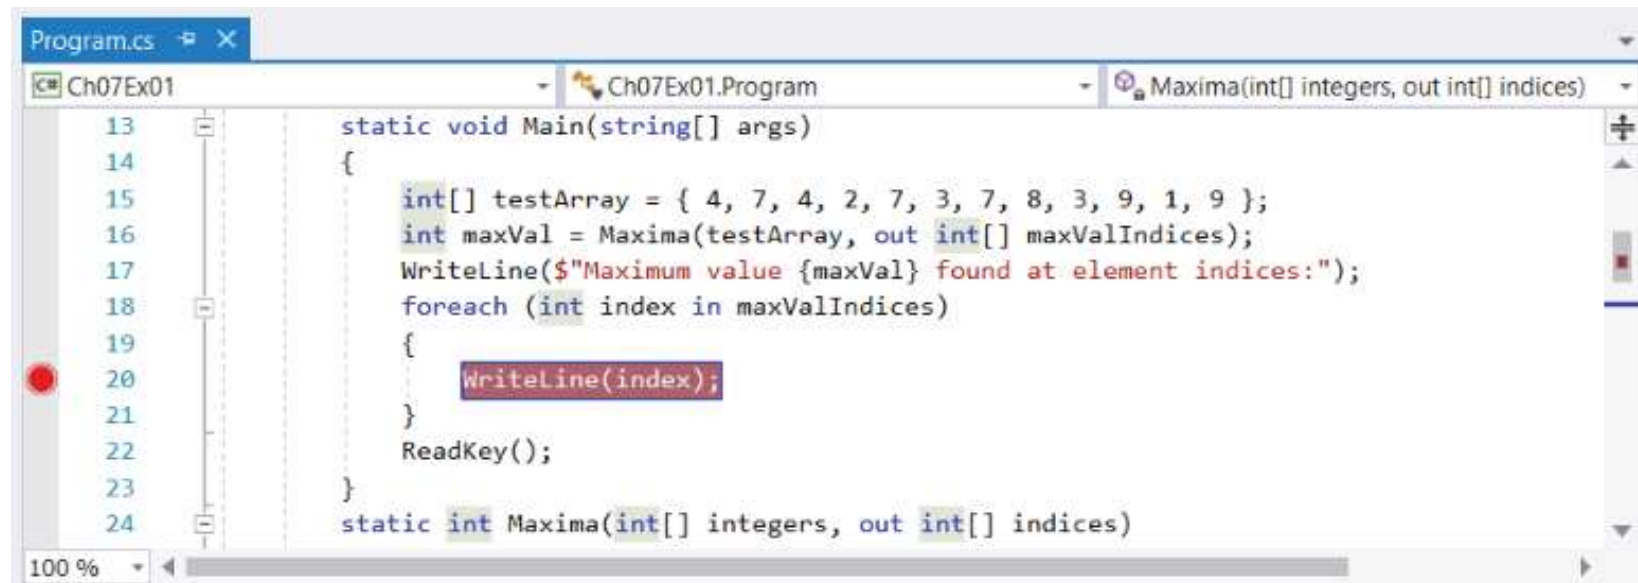 Program.cs
C# Ch07Ex01 Ch07Ex01.Program Maxima(int[] integers, out int[] indices)
13 static void Main(string[] args)
14 {
15 int[] testArray = { 4, 7, 4, 2, 7, 3, 7, 8, 3, 9, 1, 9 };
16 int maxVal = Maxima(testArray, out int[] maxValIndices);
17 WriteLine($"Maximum value {maxVal} found at element indices:");
18 foreach (int index in maxValIndices)
19 {
20 WriteLine(index);
21 }
22 ReadKey();
23 }
24 static int Maxima(int[] integers, out int[] indices)
100 %